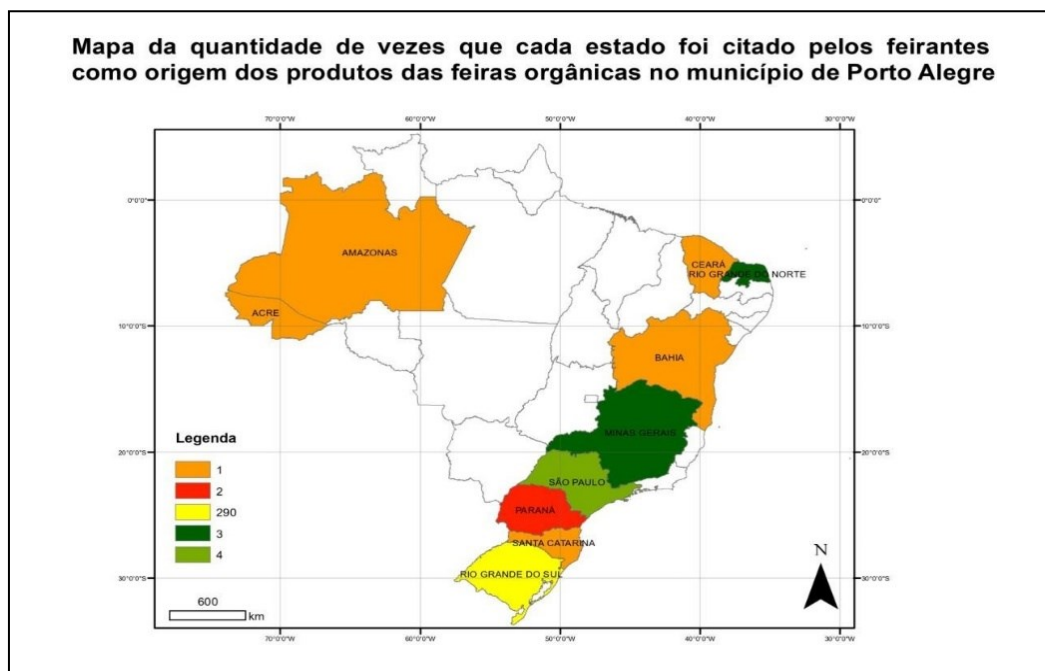 Mapa da quantidade de vezes que cada estado foi citado pelos feirantes
como origem dos produtos das feiras orgânicas no município de Porto Alegre
70°0'0"O 60°0'0"O 50°0'0"O 40°0'0"O 30°0'0"O
0°0'0" 0°0'0"
AMAZONAS
CEARÁ
RIO GRANDE DO NORTE
ACRE
10°0'0"S 10°0'0"S
BAHIA
MINAS GERAIS
Legenda
1
2
290
3
4
20°0'0"S 20°0'0"S
SÃO PAULO
PARANÁ
SANTA CATARINA
RIO GRANDE DO SUL
N
30°0'0"S 30°0'0"S
600
km
70°0'0"O 60°0'0"O 50°0'0"O 40°0'0"O 30°0'0"O